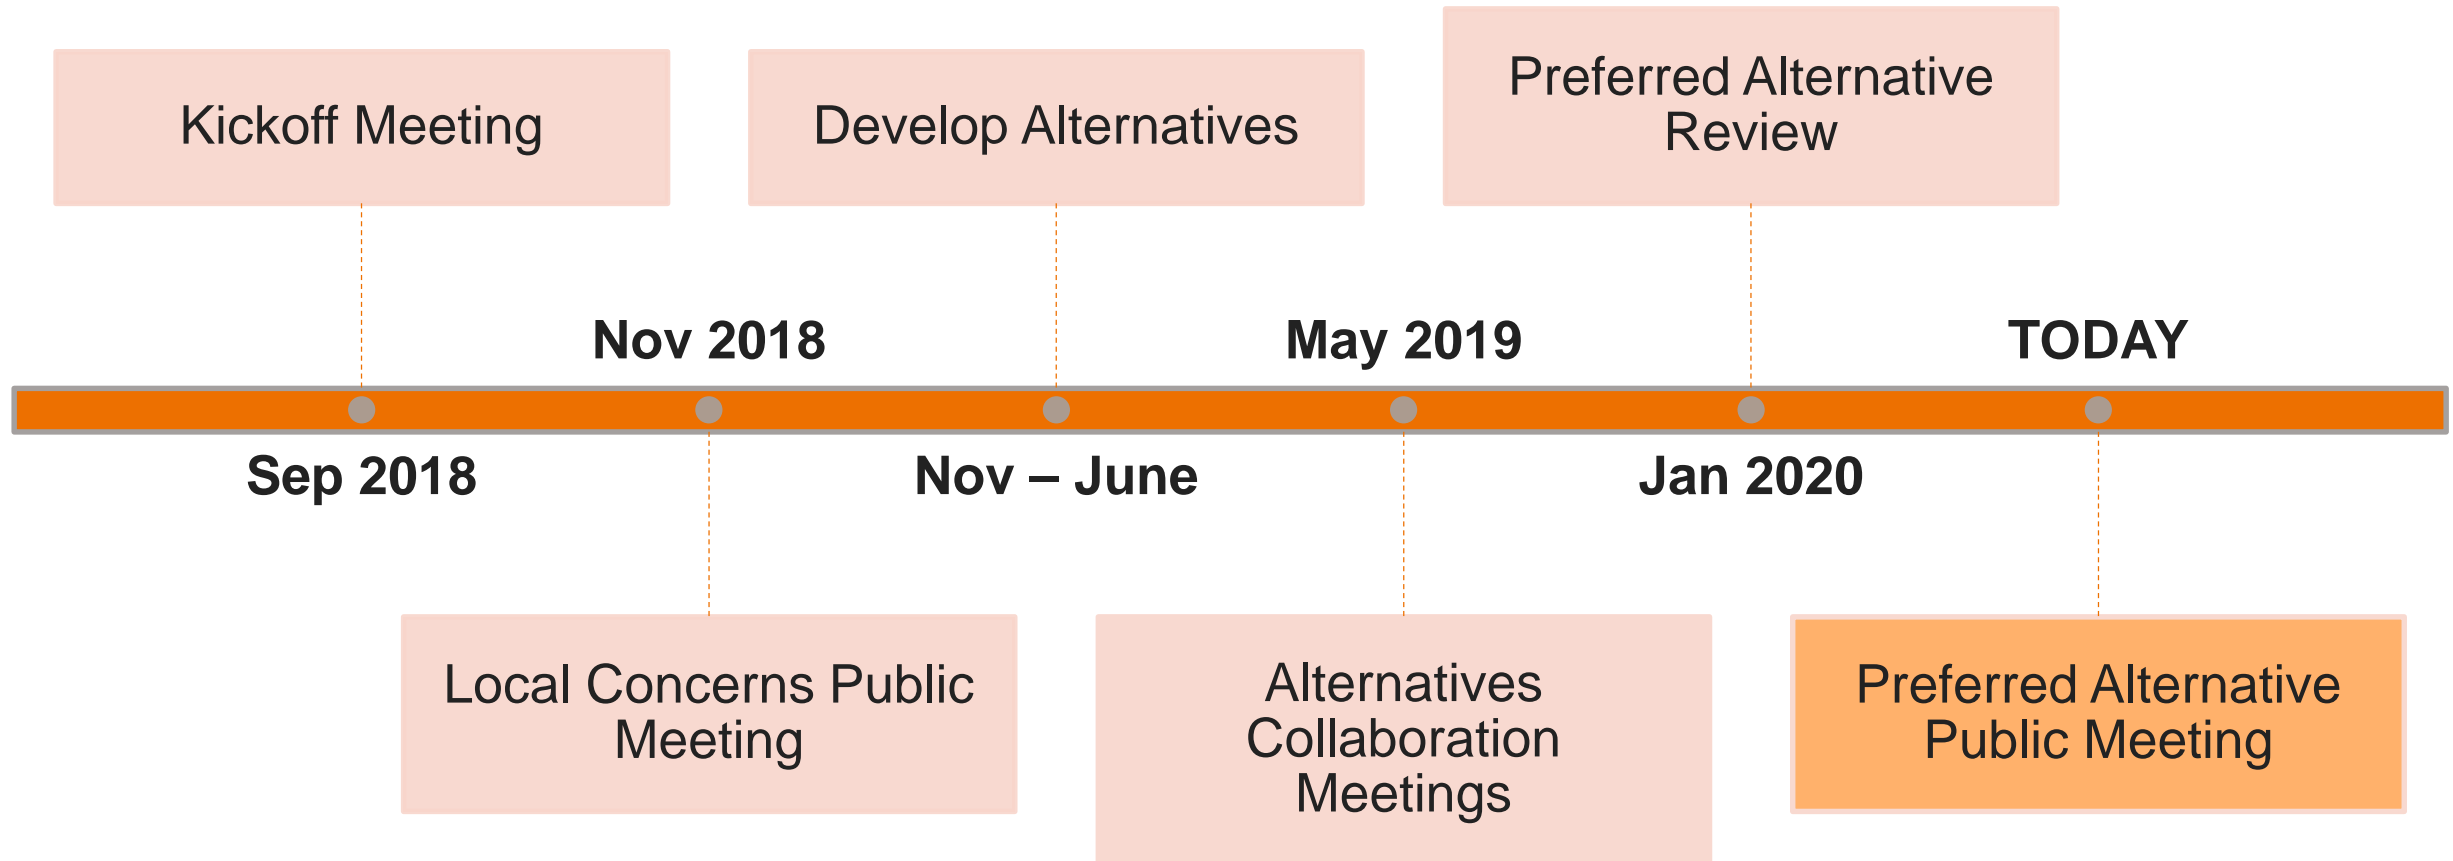 Kickoff Meeting
Develop Alternatives
Preferred Alternative
Review
Nov 2018
May 2019
TODAY
Sep 2018
Nov – June
Jan 2020
Local Concerns Public
Meeting
Alternatives
Collaboration
Meetings
Preferred Alternative
Public Meeting